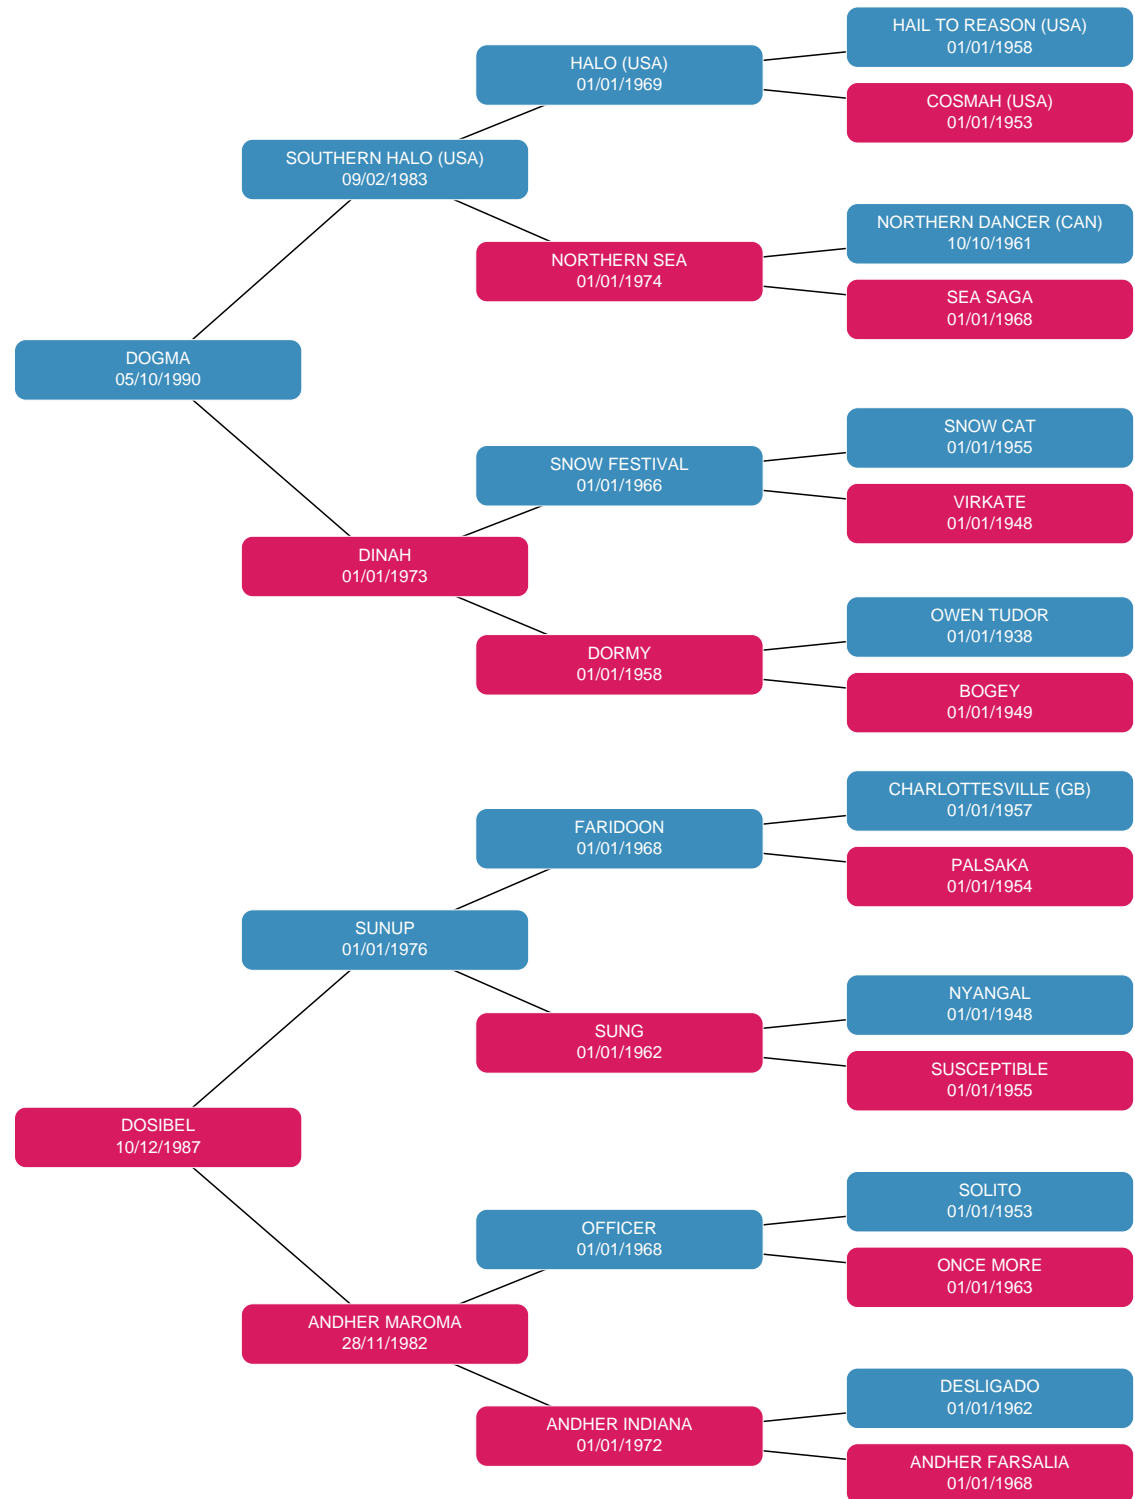 HAIL TO REASON (USA)
01/01/1958
HALO (USA)
01/01/1969
COSMAH (USA)
01/01/1953
SOUTHERN HALO (USA)
09/02/1983
NORTHERN DANCER (CAN)
10/10/1961
NORTHERN SEA
01/01/1974
SEA SAGA
01/01/1968
DOGMA
05/10/1990
SNOW CAT
01/01/1955
SNOW FESTIVAL
01/01/1966
VIRKATE
01/01/1948
DINAH
01/01/1973
OWEN TUDOR
01/01/1938
DORMY
01/01/1958
BOGEY
01/01/1949
CHARLOTTESVILLE (GB)
01/01/1957
FARIDOON
01/01/1968
PALSAKA
01/01/1954
SUNUP
01/01/1976
NYANGAL
01/01/1948
SUNG
01/01/1962
SUSCEPTIBLE
01/01/1955
DOSIBEL
10/12/1987
SOLITO
01/01/1953
OFFICER
01/01/1968
ONCE MORE
01/01/1963
ANDHER MAROMA
28/11/1982
DESLIGADO
01/01/1962
ANDHER INDIANA
01/01/1972
ANDHER FARSALIA
01/01/1968